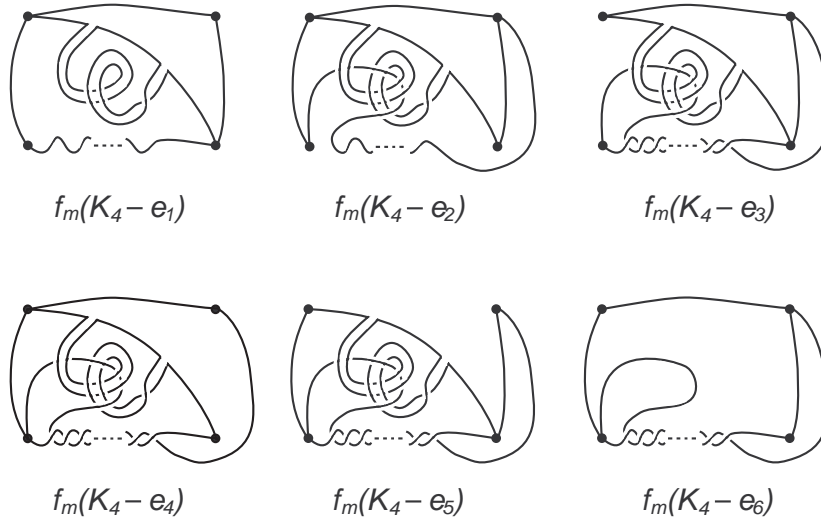 fₘ(K₄ – e₁) fₘ(K₄ – e₂) fₘ(K₄ – e₃)
fₘ(K₄ – e₄) fₘ(K₄ – e₅) fₘ(K₄ – e₆)